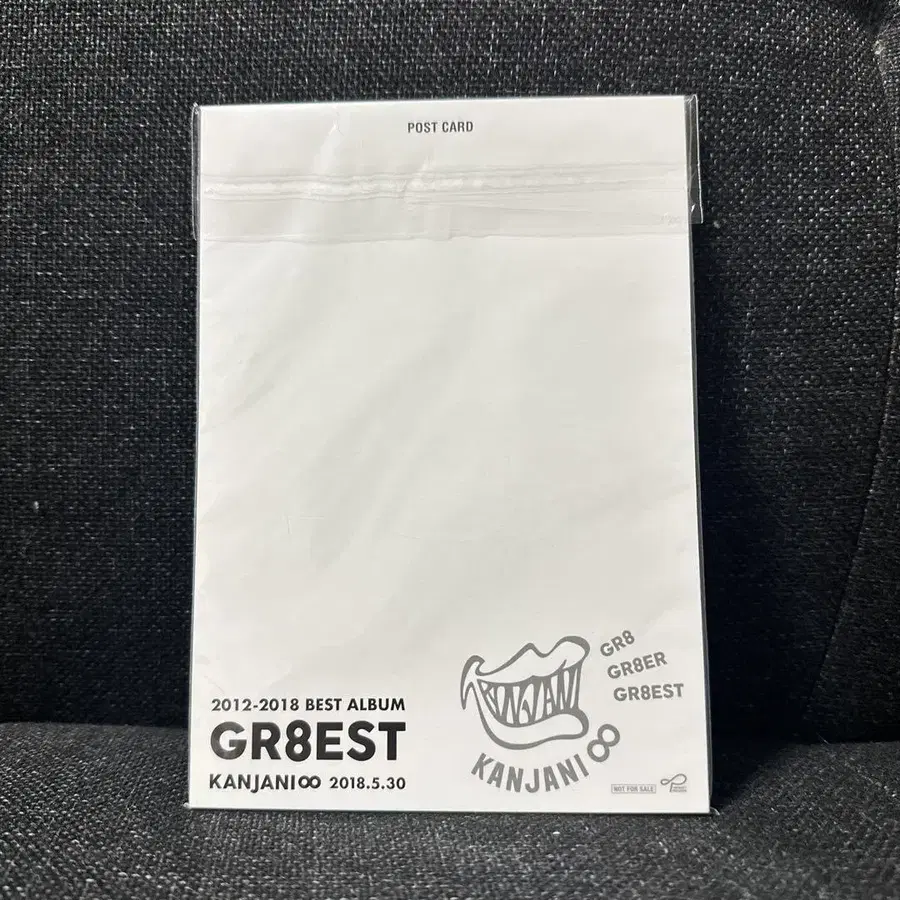 POST CARD
2012-2018 BEST ALBUM
GR8EST
KANJANI∞ 2018.5.30
KANJANI
KANJANI∞
GR8
GR8ER
GR8EST
NOT FOR SALE